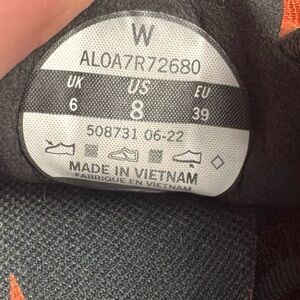 W
AL0A7R72680
UK US EU
6 8 39
508731 06-22
MADE IN VIETNAM
FABRIQUE EN VIETNAM